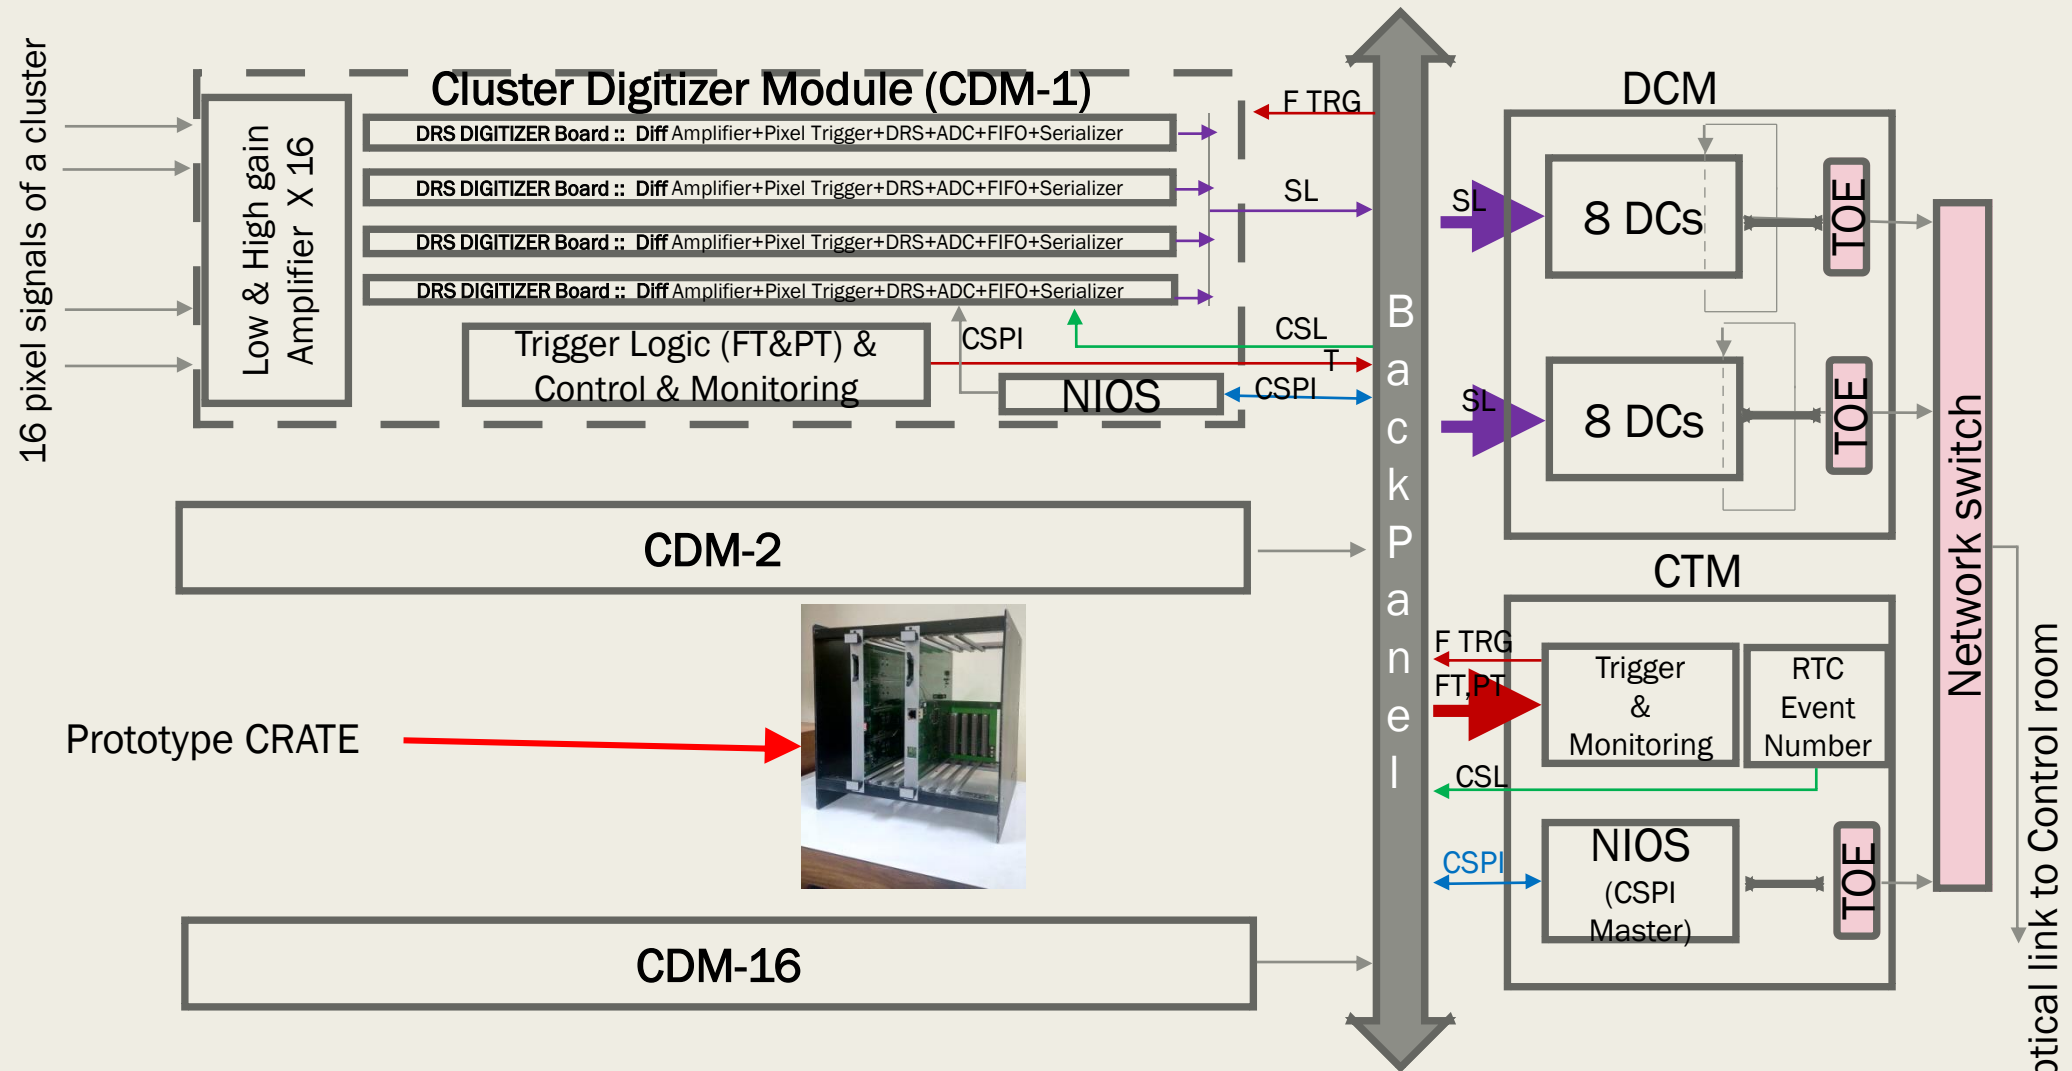 16 pixel signals of a cluster
Cluster Digitizer Module (CDM-1)
Low & High gain
Amplifier X 16
DRS DIGITIZER Board :: Diff Amplifier+Pixel Trigger+DRS+ADC+FIFO+Serializer
DRS DIGITIZER Board :: Diff Amplifier+Pixel Trigger+DRS+ADC+FIFO+Serializer
DRS DIGITIZER Board :: Diff Amplifier+Pixel Trigger+DRS+ADC+FIFO+Serializer
DRS DIGITIZER Board :: Diff Amplifier+Pixel Trigger+DRS+ADC+FIFO+Serializer
Trigger Logic (FT&PT) &
Control & Monitoring
CSPI
NIOS
F TRG
SL
CSL
T
CSPI
CDM-2
Prototype CRATE
CDM-16
BackPanel
DCM
SL
8 DCs
TOE
SL
8 DCs
TOE
CTM
F TRG
FT,PT
Trigger
&
Monitoring
RTC
Event
Number
CSL
CSPI
NIOS
(CSPI
Master)
TOE
Network switch
ptical link to Control room